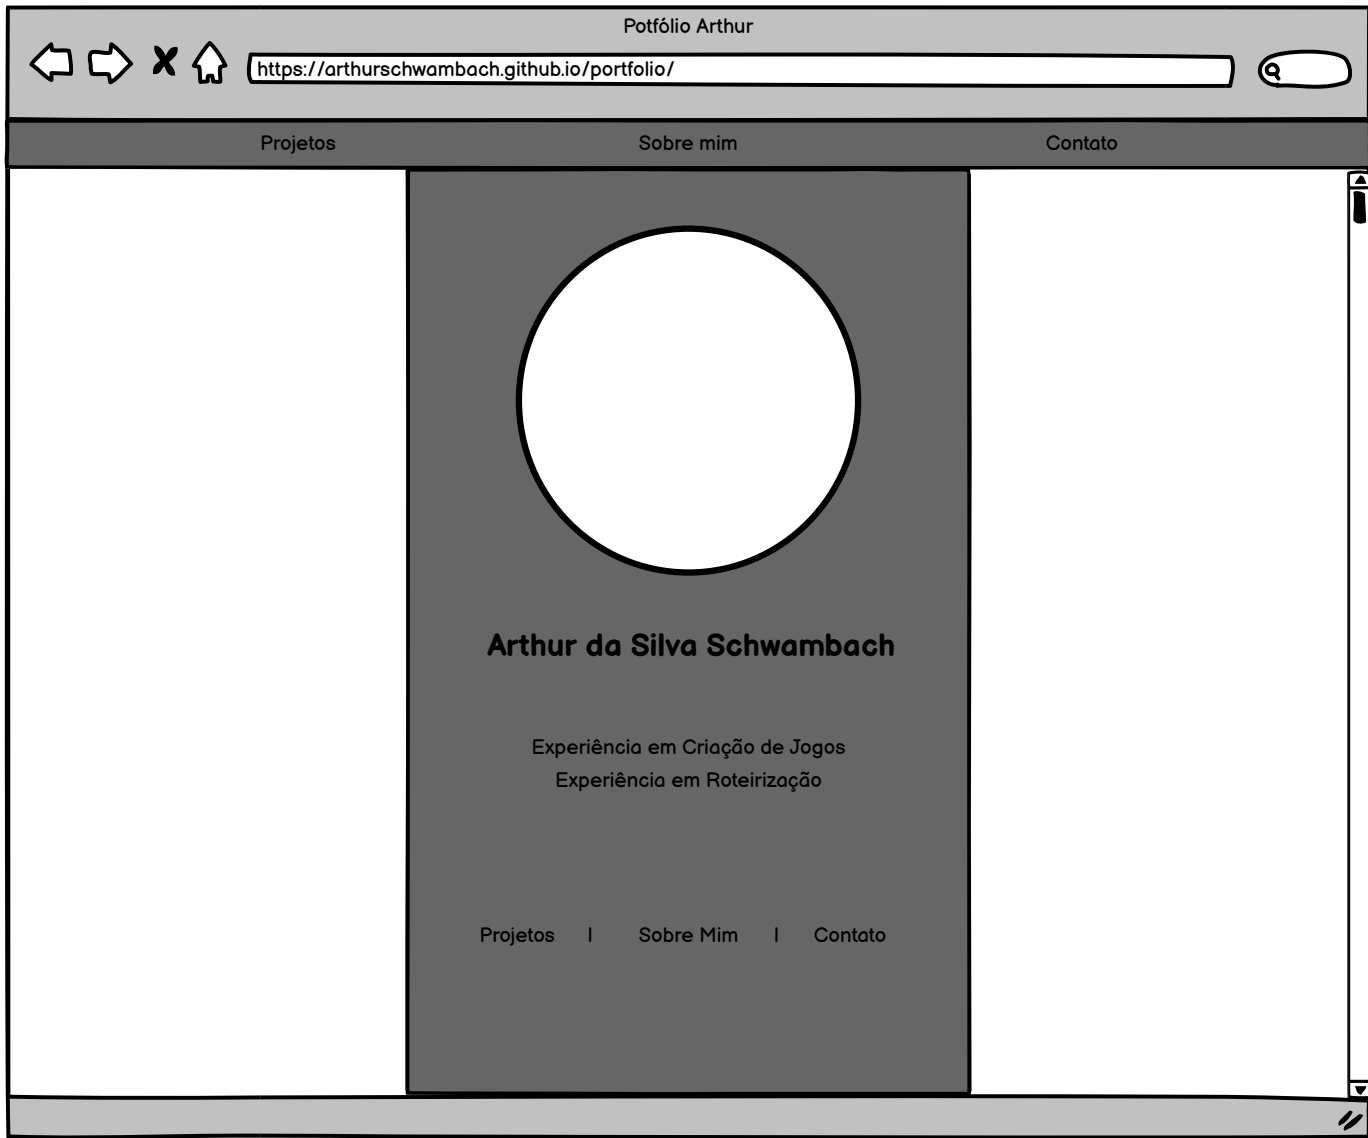 Potfólio Arthur
https://arthurschwambach.github.io/portfolio/
Projetos Sobre mim Contato
Arthur da Silva Schwambach
Experiência em Criação de Jogos
Experiência em Roteirização
Projetos | Sobre Mim | Contato